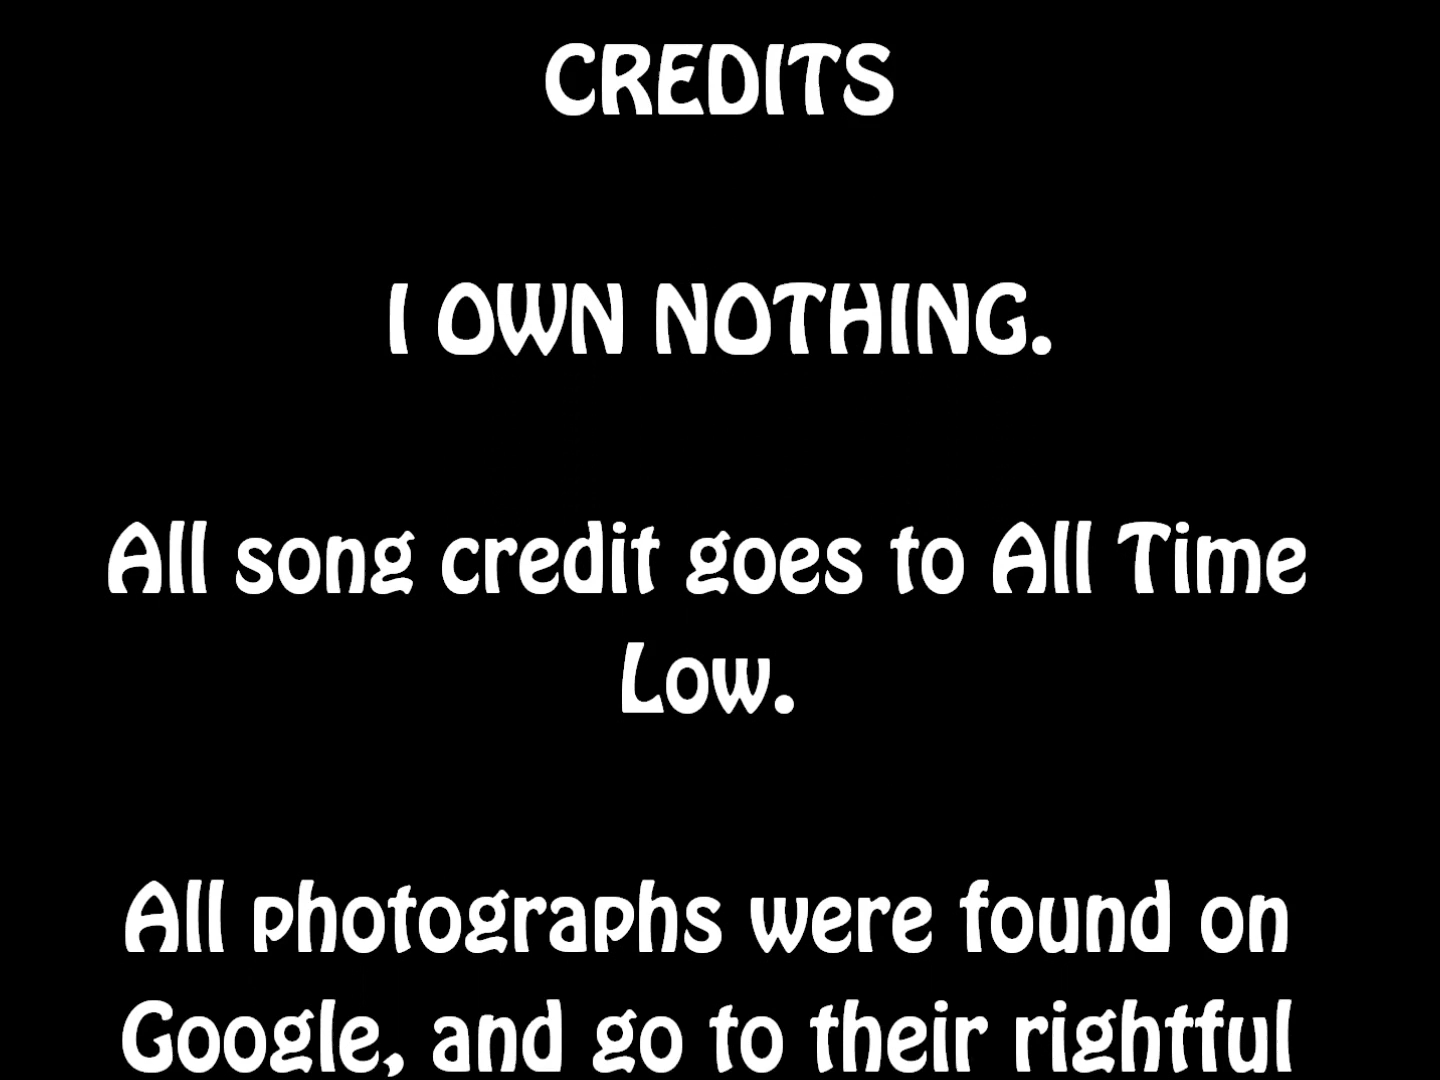 CREDITS
I OWN NOTHING.
All song credit goes to All Time
Low.
All photographs were found on
Google, and go to their rightful